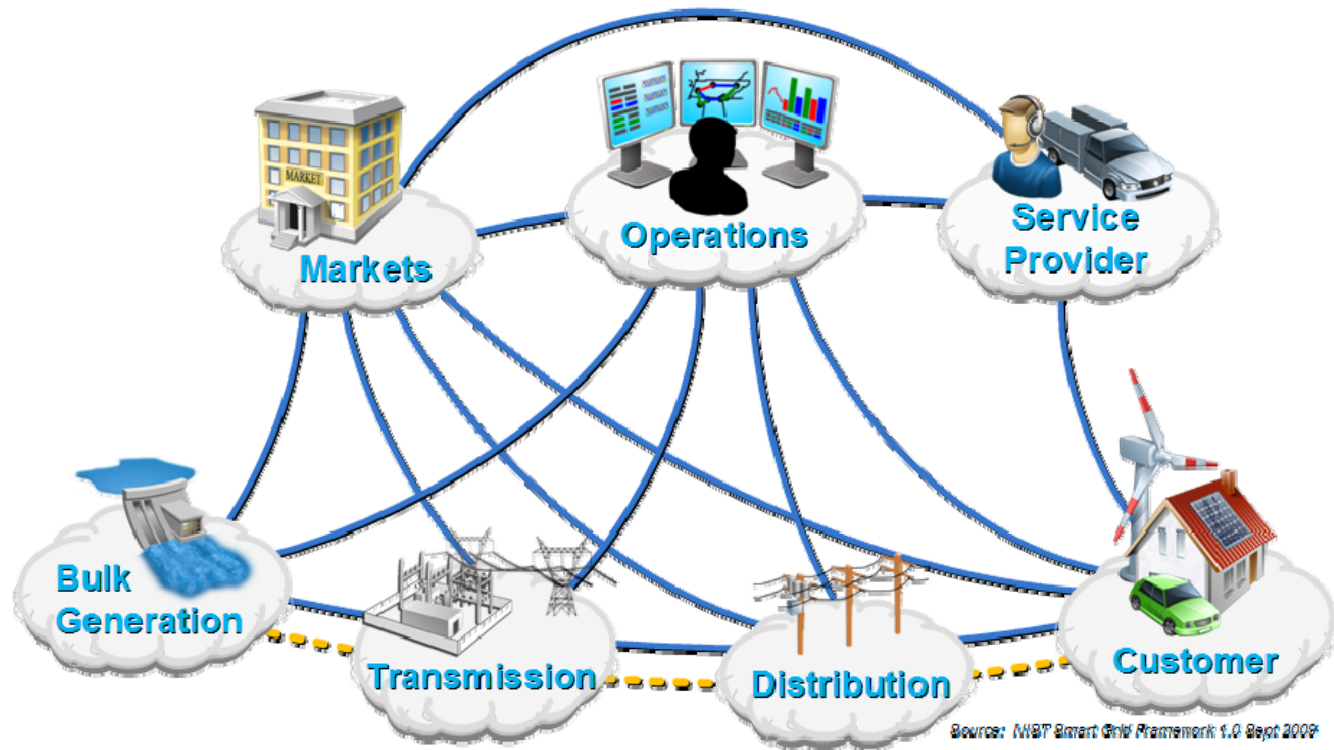 MARKET
Markets
Operations
Service
Provider
Bulk
Generation
Transmission
Distribution
Customer
Source: NIST Smart Grid Framework 1.0 Sept 2009